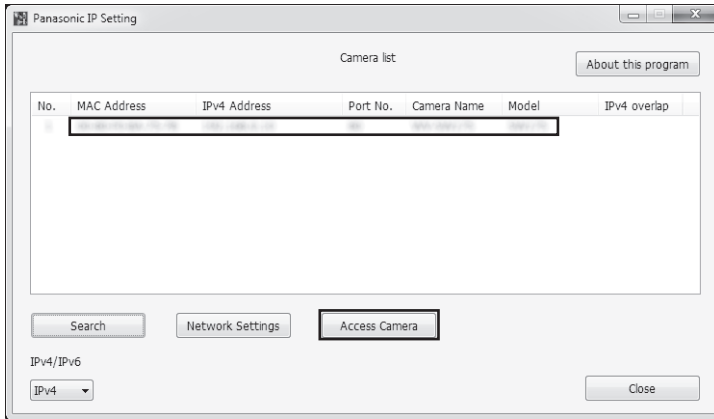 Panasonic IP Setting
Camera list
About this program
No. MAC Address IPv4 Address Port No. Camera Name Model IPv4 overlap
Search Network Settings Access Camera
IPv4/IPv6
IPv4
Close